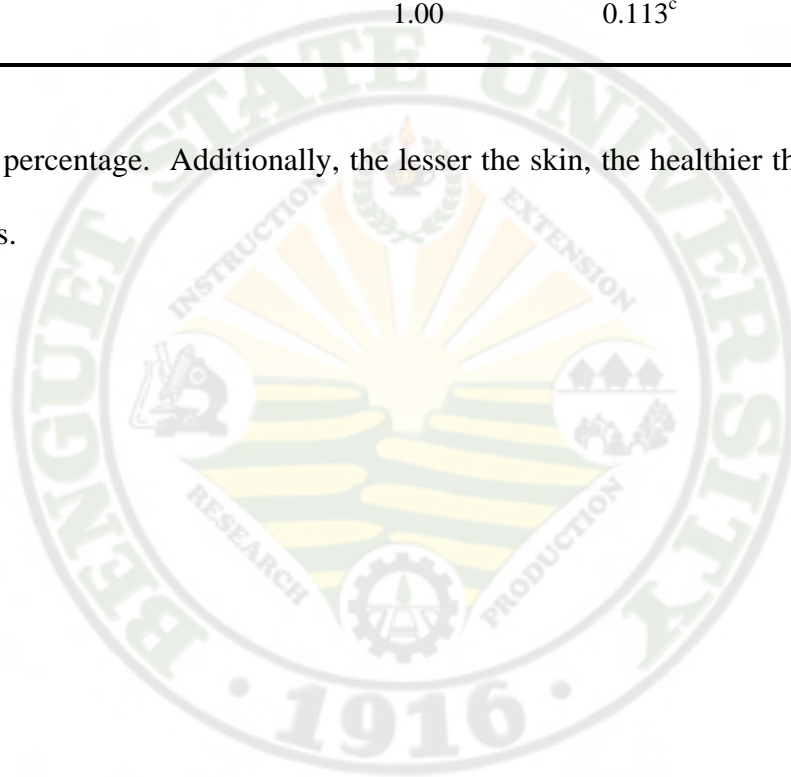 1.00 0.113ᶜ
percentage. Additionally, the lesser the skin, the healthier th
s.
BENGUET STATE UNIVERSITY
INSTRUCTION
EXTENSION
RESEARCH
PRODUCTION
• 1916 •